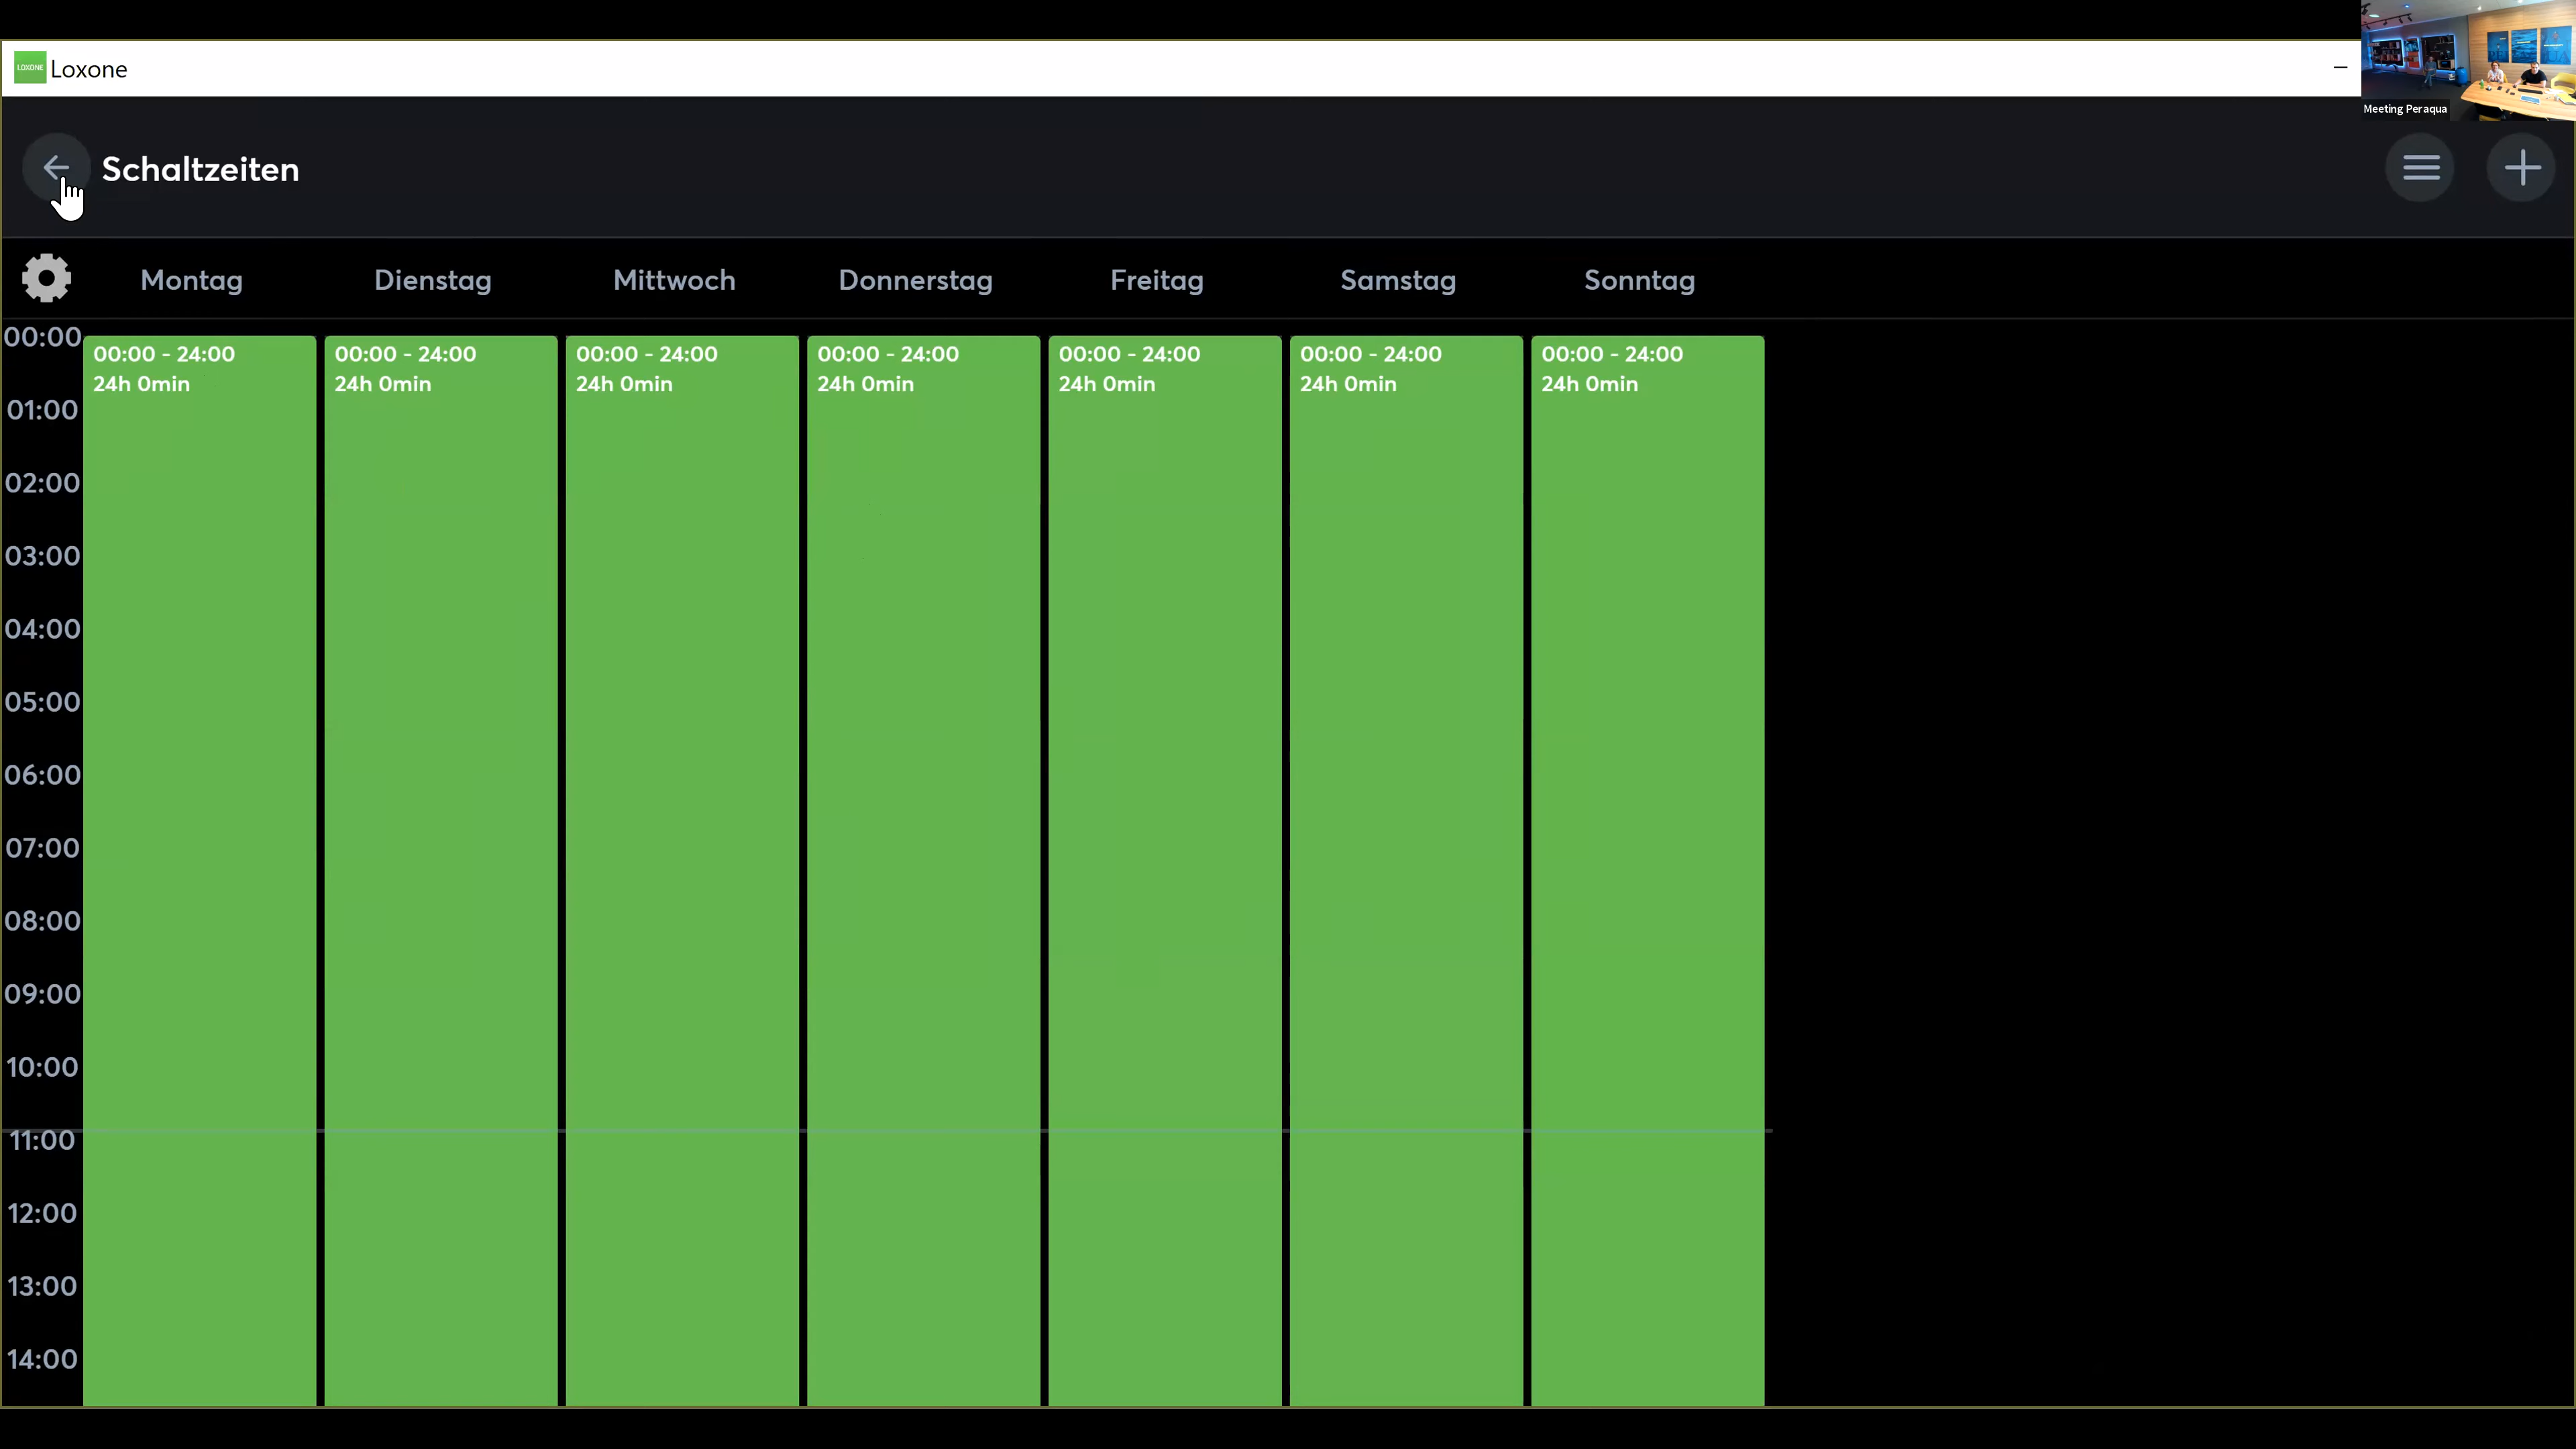 LOXONE Loxone
Meeting Peraqua
Schaltzeiten
Montag Dienstag Mittwoch Donnerstag Freitag Samstag Sonntag
00:00
00:00 - 24:00 00:00 - 24:00 00:00 - 24:00 00:00 - 24:00 00:00 - 24:00 00:00 - 24:00 00:00 - 24:00
24h 0min 24h 0min 24h 0min 24h 0min 24h 0min 24h 0min 24h 0min
01:00
02:00
03:00
04:00
05:00
06:00
07:00
08:00
09:00
10:00
11:00
12:00
13:00
14:00